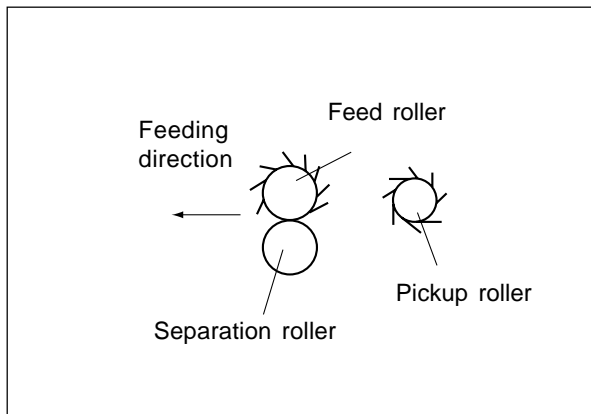 Feed roller
Feeding
direction
Pickup roller
Separation roller